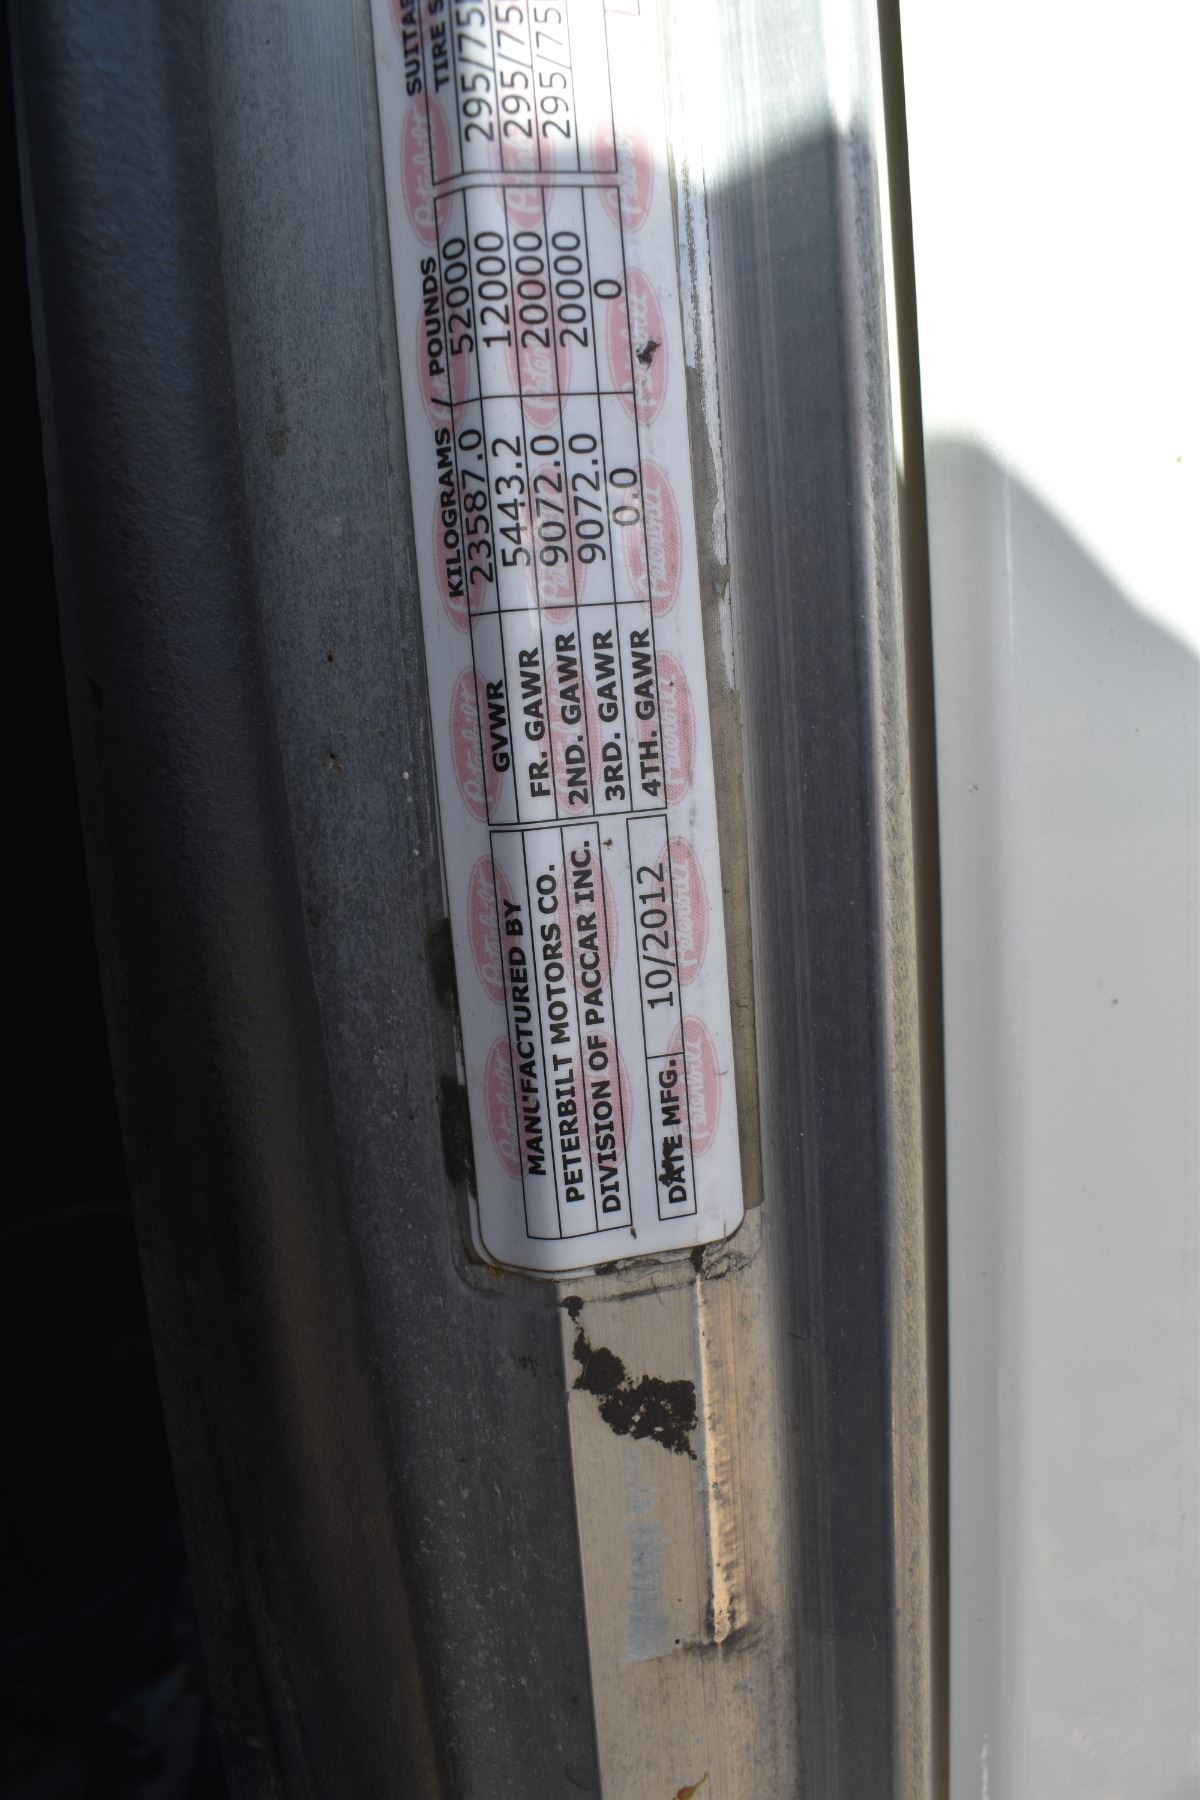 MANUFACTURED BY
PETERBILT MOTORS CO.
DIVISION OF PACCAR INC.
DATE MFG. 10/2012
KILOGRAMS / POUNDS
GVWR 23587.0 52000
FR. GAWR 5443.2 12000
2ND. GAWR 9072.0 20000
3RD. GAWR 9072.0 20000
4TH. GAWR 0.0 0
TIRE
295/75
295/75
295/75
Peterbilt